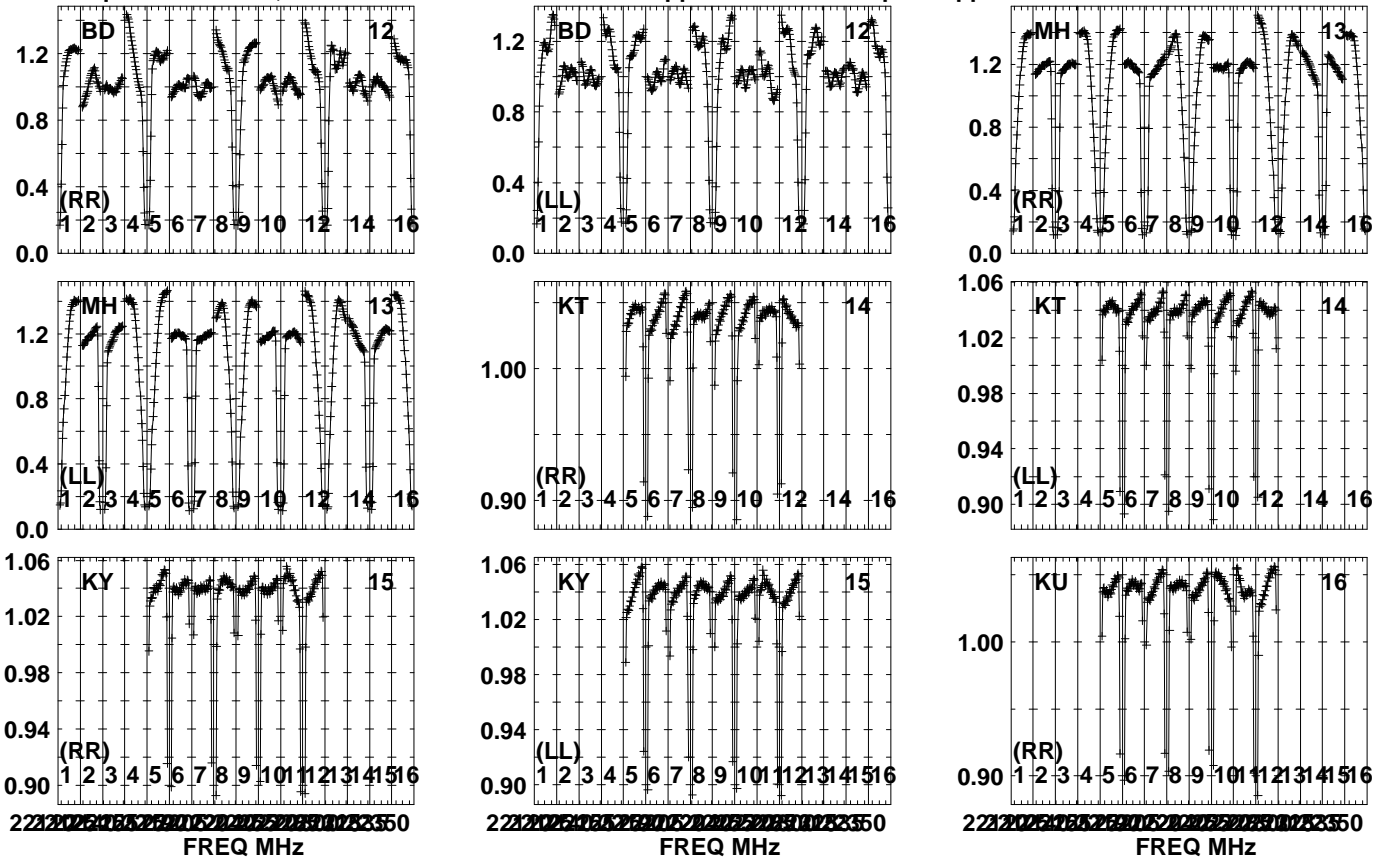 BD 12
1.2
0.8
0.4
0.0
(RR)
1 2 3 4 5 6 7 8 9 10 12 14 16
BD 12
1.2
0.8
0.4
0.0
(LL)
1 2 3 4 5 6 7 8 9 10 12 14 16
MH 13
1.2
0.8
0.4
0.0
(RR)
1 2 3 4 5 6 7 8 9 10 12 14 16
MH 13
1.2
0.8
0.4
0.0
(LL)
1 2 3 4 5 6 7 8 9 10 12 14 16
KT 14
1.00
0.90
(RR)
1 2 3 4 5 6 7 8 9 10 12 14 16
KT 14
1.06
1.02
0.98
0.94
0.90
(LL)
1 2 3 4 5 6 7 8 9 10 12 14 16
KY 15
1.06
1.02
0.98
0.94
0.90
(RR)
1 2 3 4 5 6 7 8 9 10 11 12 13 14 15 16
FREQ MHz
KY 15
1.06
1.02
0.98
0.94
0.90
(LL)
1 2 3 4 5 6 7 8 9 10 11 12 13 14 15 16
FREQ MHz
KU 16
1.00
0.90
(RR)
1 2 3 4 5 6 7 8 9 10 11 12 13 14 15 16
FREQ MHz